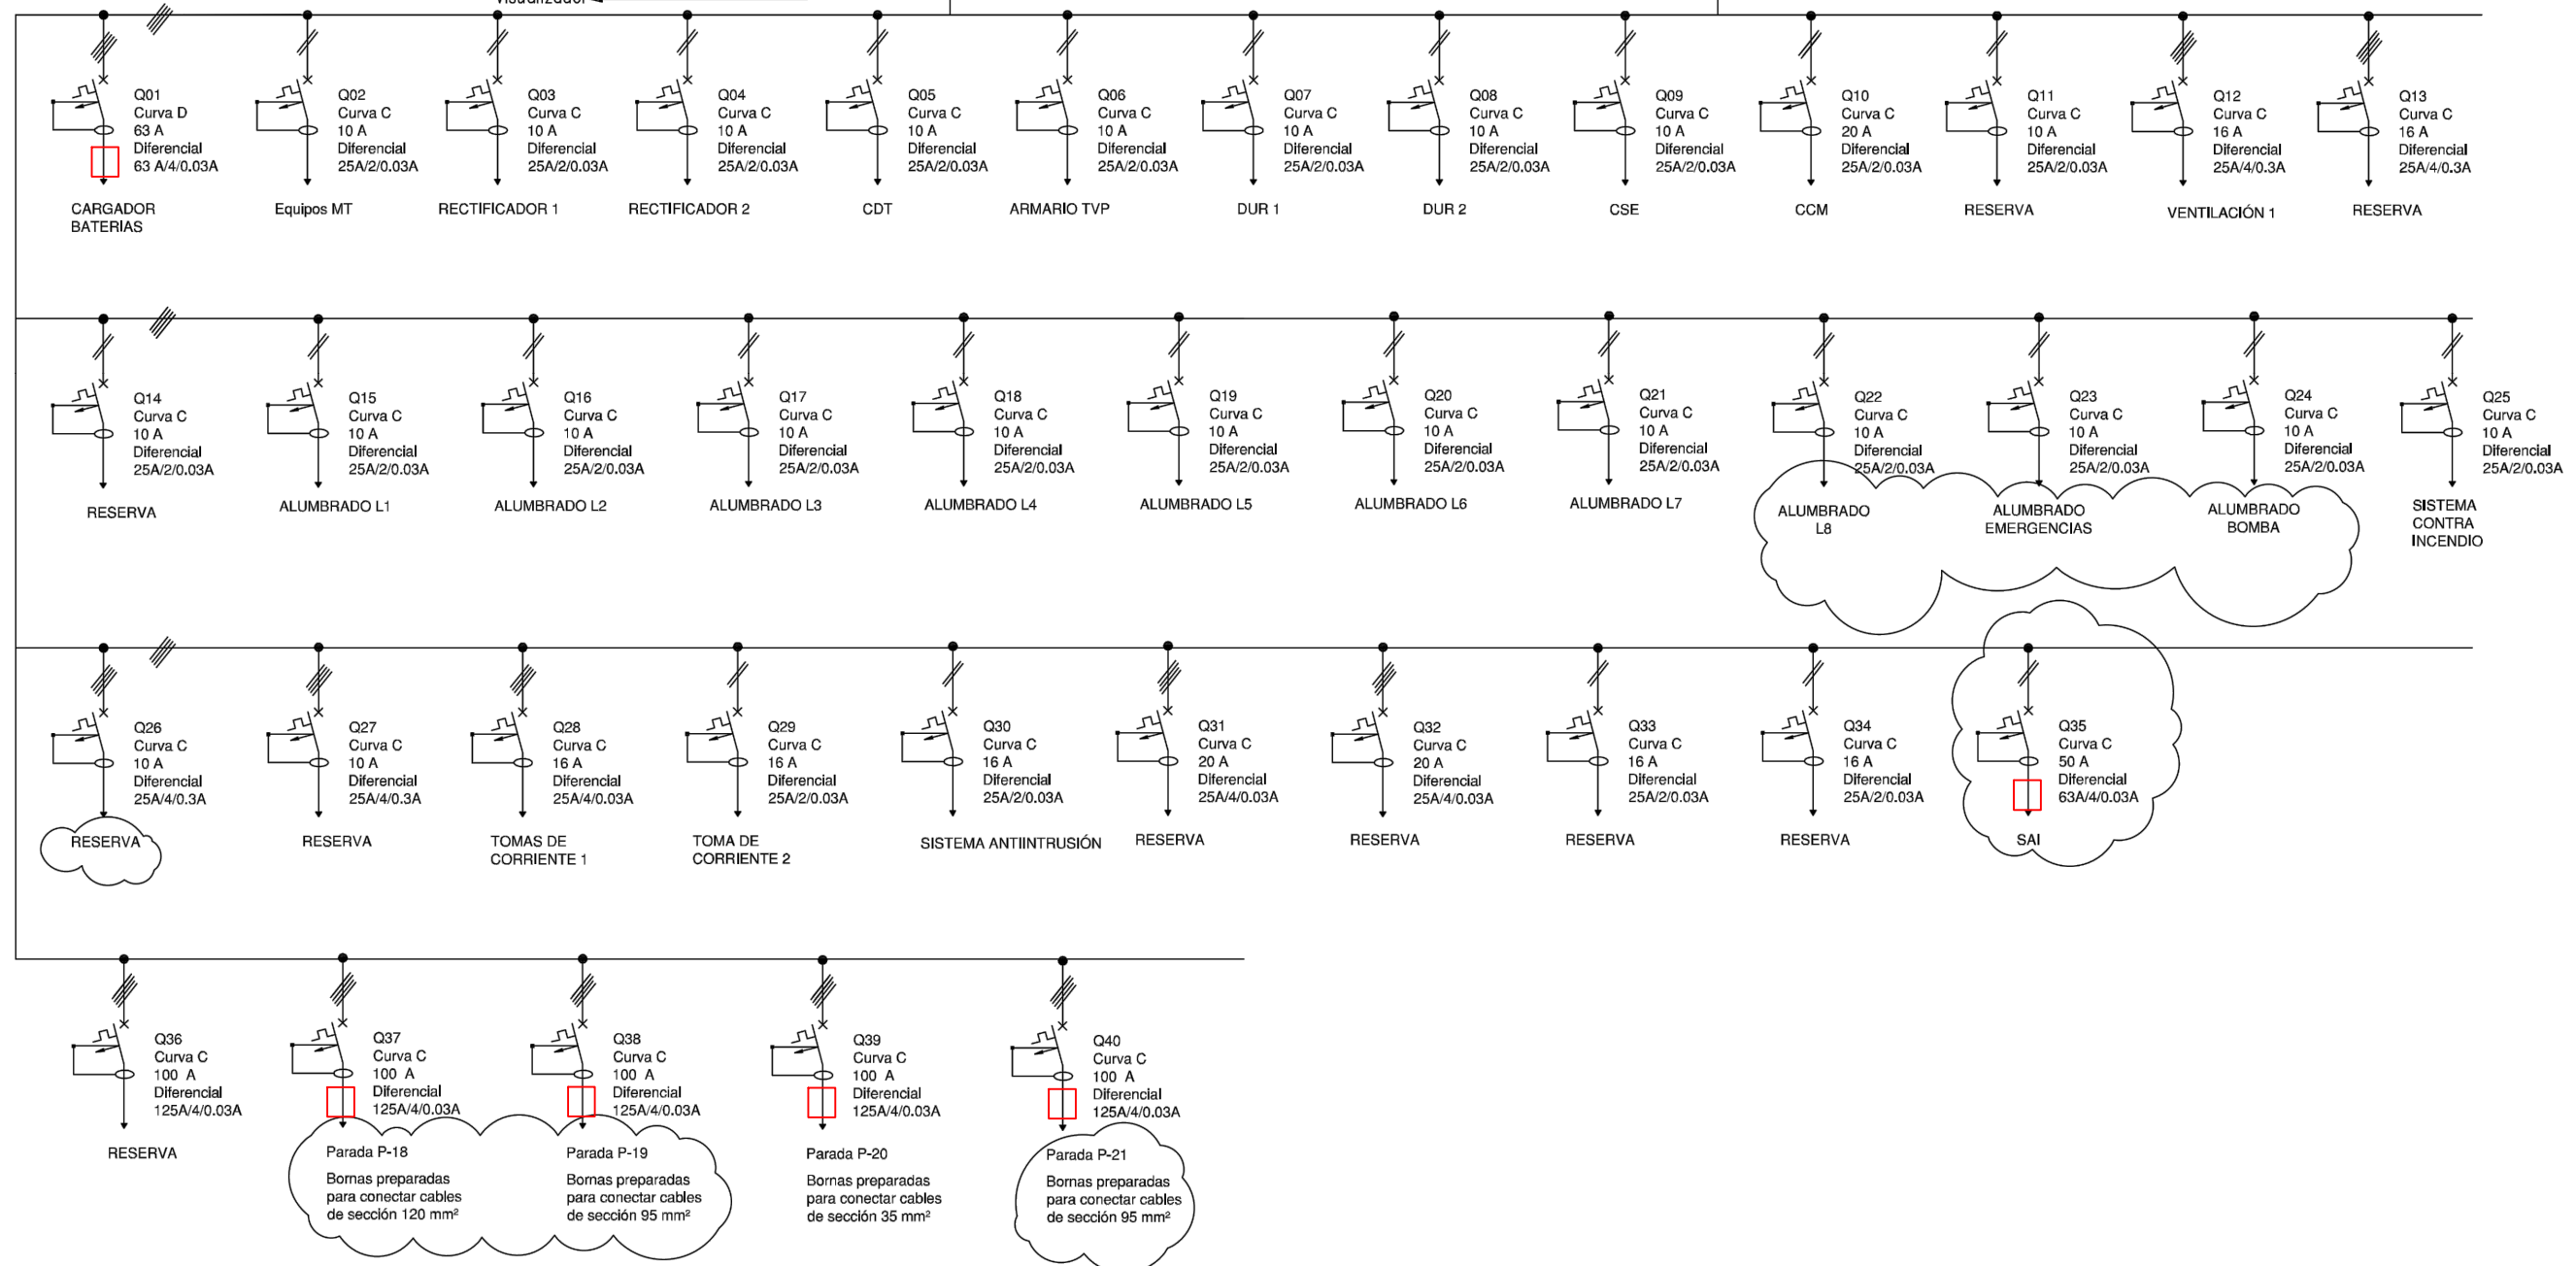 Visualizador
Q01
Curva D
63 A
Diferencial
63 A/4/0.03A
CARGADOR
BATERIAS
Q02
Curva C
10 A
Diferencial
25A/2/0.03A
Equipos MT
Q03
Curva C
10 A
Diferencial
25A/2/0.03A
RECTIFICADOR 1
Q04
Curva C
10 A
Diferencial
25A/2/0.03A
RECTIFICADOR 2
Q05
Curva C
10 A
Diferencial
25A/2/0.03A
CDT
Q06
Curva C
10 A
Diferencial
25A/2/0.03A
ARMARIO TVP
Q07
Curva C
10 A
Diferencial
25A/2/0.03A
DUR 1
Q08
Curva C
10 A
Diferencial
25A/2/0.03A
DUR 2
Q09
Curva C
10 A
Diferencial
25A/2/0.03A
CSE
Q10
Curva C
20 A
Diferencial
25A/2/0.03A
CCM
Q11
Curva C
10 A
Diferencial
25A/2/0.03A
RESERVA
Q12
Curva C
16 A
Diferencial
25A/4/0.3A
VENTILACIÓN 1
Q13
Curva C
16 A
Diferencial
25A/4/0.3A
RESERVA
Q14
Curva C
10 A
Diferencial
25A/2/0.03A
RESERVA
Q15
Curva C
10 A
Diferencial
25A/2/0.03A
ALUMBRADO L1
Q16
Curva C
10 A
Diferencial
25A/2/0.03A
ALUMBRADO L2
Q17
Curva C
10 A
Diferencial
25A/2/0.03A
ALUMBRADO L3
Q18
Curva C
10 A
Diferencial
25A/2/0.03A
ALUMBRADO L4
Q19
Curva C
10 A
Diferencial
25A/2/0.03A
ALUMBRADO L5
Q20
Curva C
10 A
Diferencial
25A/2/0.03A
ALUMBRADO L6
Q21
Curva C
10 A
Diferencial
25A/2/0.03A
ALUMBRADO L7
Q22
Curva C
10 A
Diferencial
25A/2/0.03A
ALUMBRADO
L8
Q23
Curva C
10 A
Diferencial
25A/2/0.03A
ALUMBRADO
EMERGENCIAS
Q24
Curva C
10 A
Diferencial
25A/2/0.03A
ALUMBRADO
BOMBA
Q25
Curva C
10 A
Diferencial
25A/2/0.03A
SISTEMA
CONTRA
INCENDIO
Q26
Curva C
10 A
Diferencial
25A/4/0.3A
RESERVA
Q27
Curva C
10 A
Diferencial
25A/4/0.3A
RESERVA
Q28
Curva C
16 A
Diferencial
25A/4/0.03A
TOMAS DE
CORRIENTE 1
Q29
Curva C
16 A
Diferencial
25A/2/0.03A
TOMA DE
CORRIENTE 2
Q30
Curva C
16 A
Diferencial
25A/2/0.03A
SISTEMA ANTIINTRUSIÓN
Q31
Curva C
20 A
Diferencial
25A/4/0.03A
RESERVA
Q32
Curva C
20 A
Diferencial
25A/4/0.03A
RESERVA
Q33
Curva C
16 A
Diferencial
25A/2/0.03A
RESERVA
Q34
Curva C
16 A
Diferencial
25A/2/0.03A
RESERVA
Q35
Curva C
50 A
Diferencial
63A/4/0.03A
SAI
Q36
Curva C
100 A
Diferencial
125A/4/0.03A
RESERVA
Q37
Curva C
100 A
Diferencial
125A/4/0.03A
Parada P-18
Bornas preparadas
para conectar cables
de sección 120 mm²
Q38
Curva C
100 A
Diferencial
125A/4/0.03A
Parada P-19
Bornas preparadas
para conectar cables
de sección 95 mm²
Q39
Curva C
100 A
Diferencial
125A/4/0.03A
Parada P-20
Bornas preparadas
para conectar cables
de sección 35 mm²
Q40
Curva C
100 A
Diferencial
125A/4/0.03A
Parada P-21
Bornas preparadas
para conectar cables
de sección 95 mm²